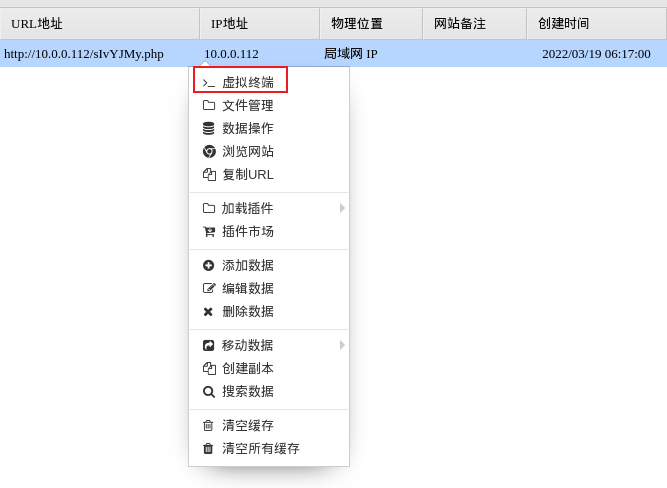 URL地址 IP地址 物理位置 网站备注 创建时间
http://10.0.0.112/sIvYJMy.php 10.0.0.112 局域网 IP 2022/03/19 06:17:00
虚拟终端
文件管理
数据操作
浏览网站
复制URL
加载插件
插件市场
添加数据
编辑数据
删除数据
移动数据
创建副本
搜索数据
清空缓存
清空所有缓存